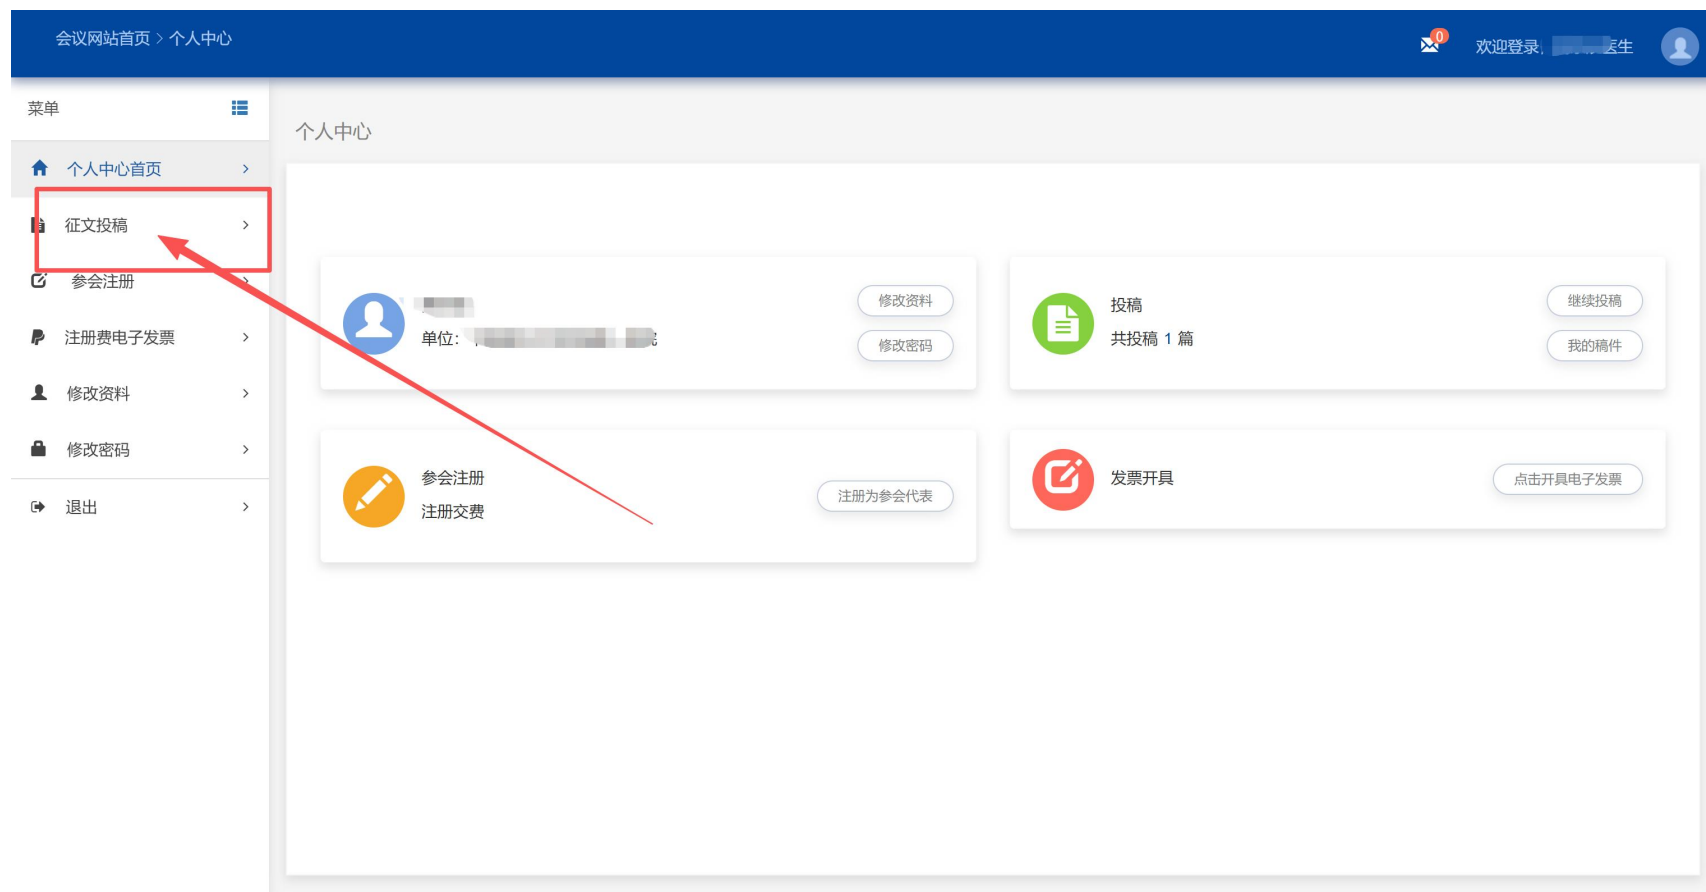 会议网站首页 > 个人中心
0
欢迎登录, 医生
菜单
个人中心首页
征文投稿
参会注册
注册费电子发票
修改资料
修改密码
退出
个人中心
修改资料
单位:
修改密码
投稿
继续投稿
共投稿 1 篇
我的稿件
参会注册
注册为参会代表
注册交费
发票开具
点击开具电子发票